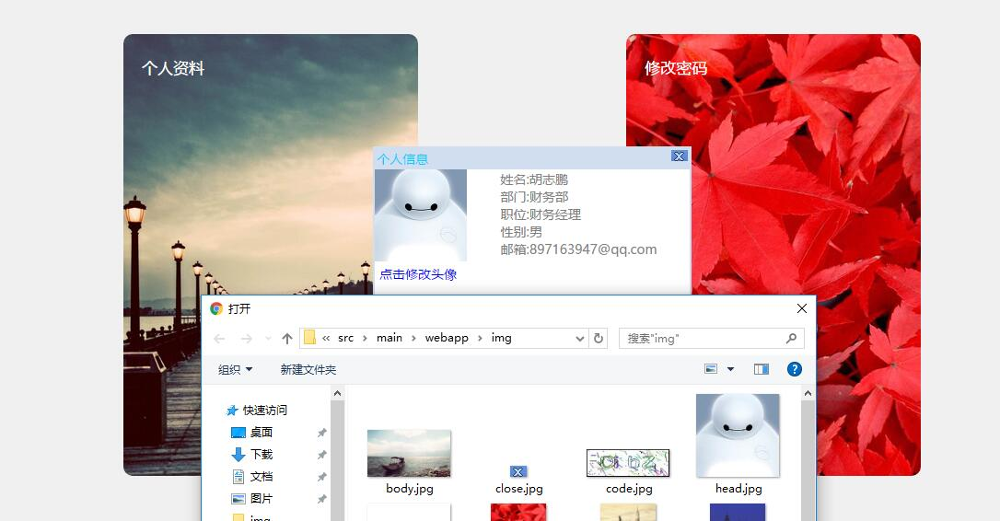 个人资料
修改密码
个人信息
姓名:胡志鹏
部门:财务部
职位:财务经理
性别:男
邮箱:897163947@qq.com
点击修改头像
打开
« src › main › webapp › img
搜索"img"
组织
新建文件夹
快速访问
桌面
下载
文档
图片
img
body.jpg
close.jpg
code.jpg
head.jpg